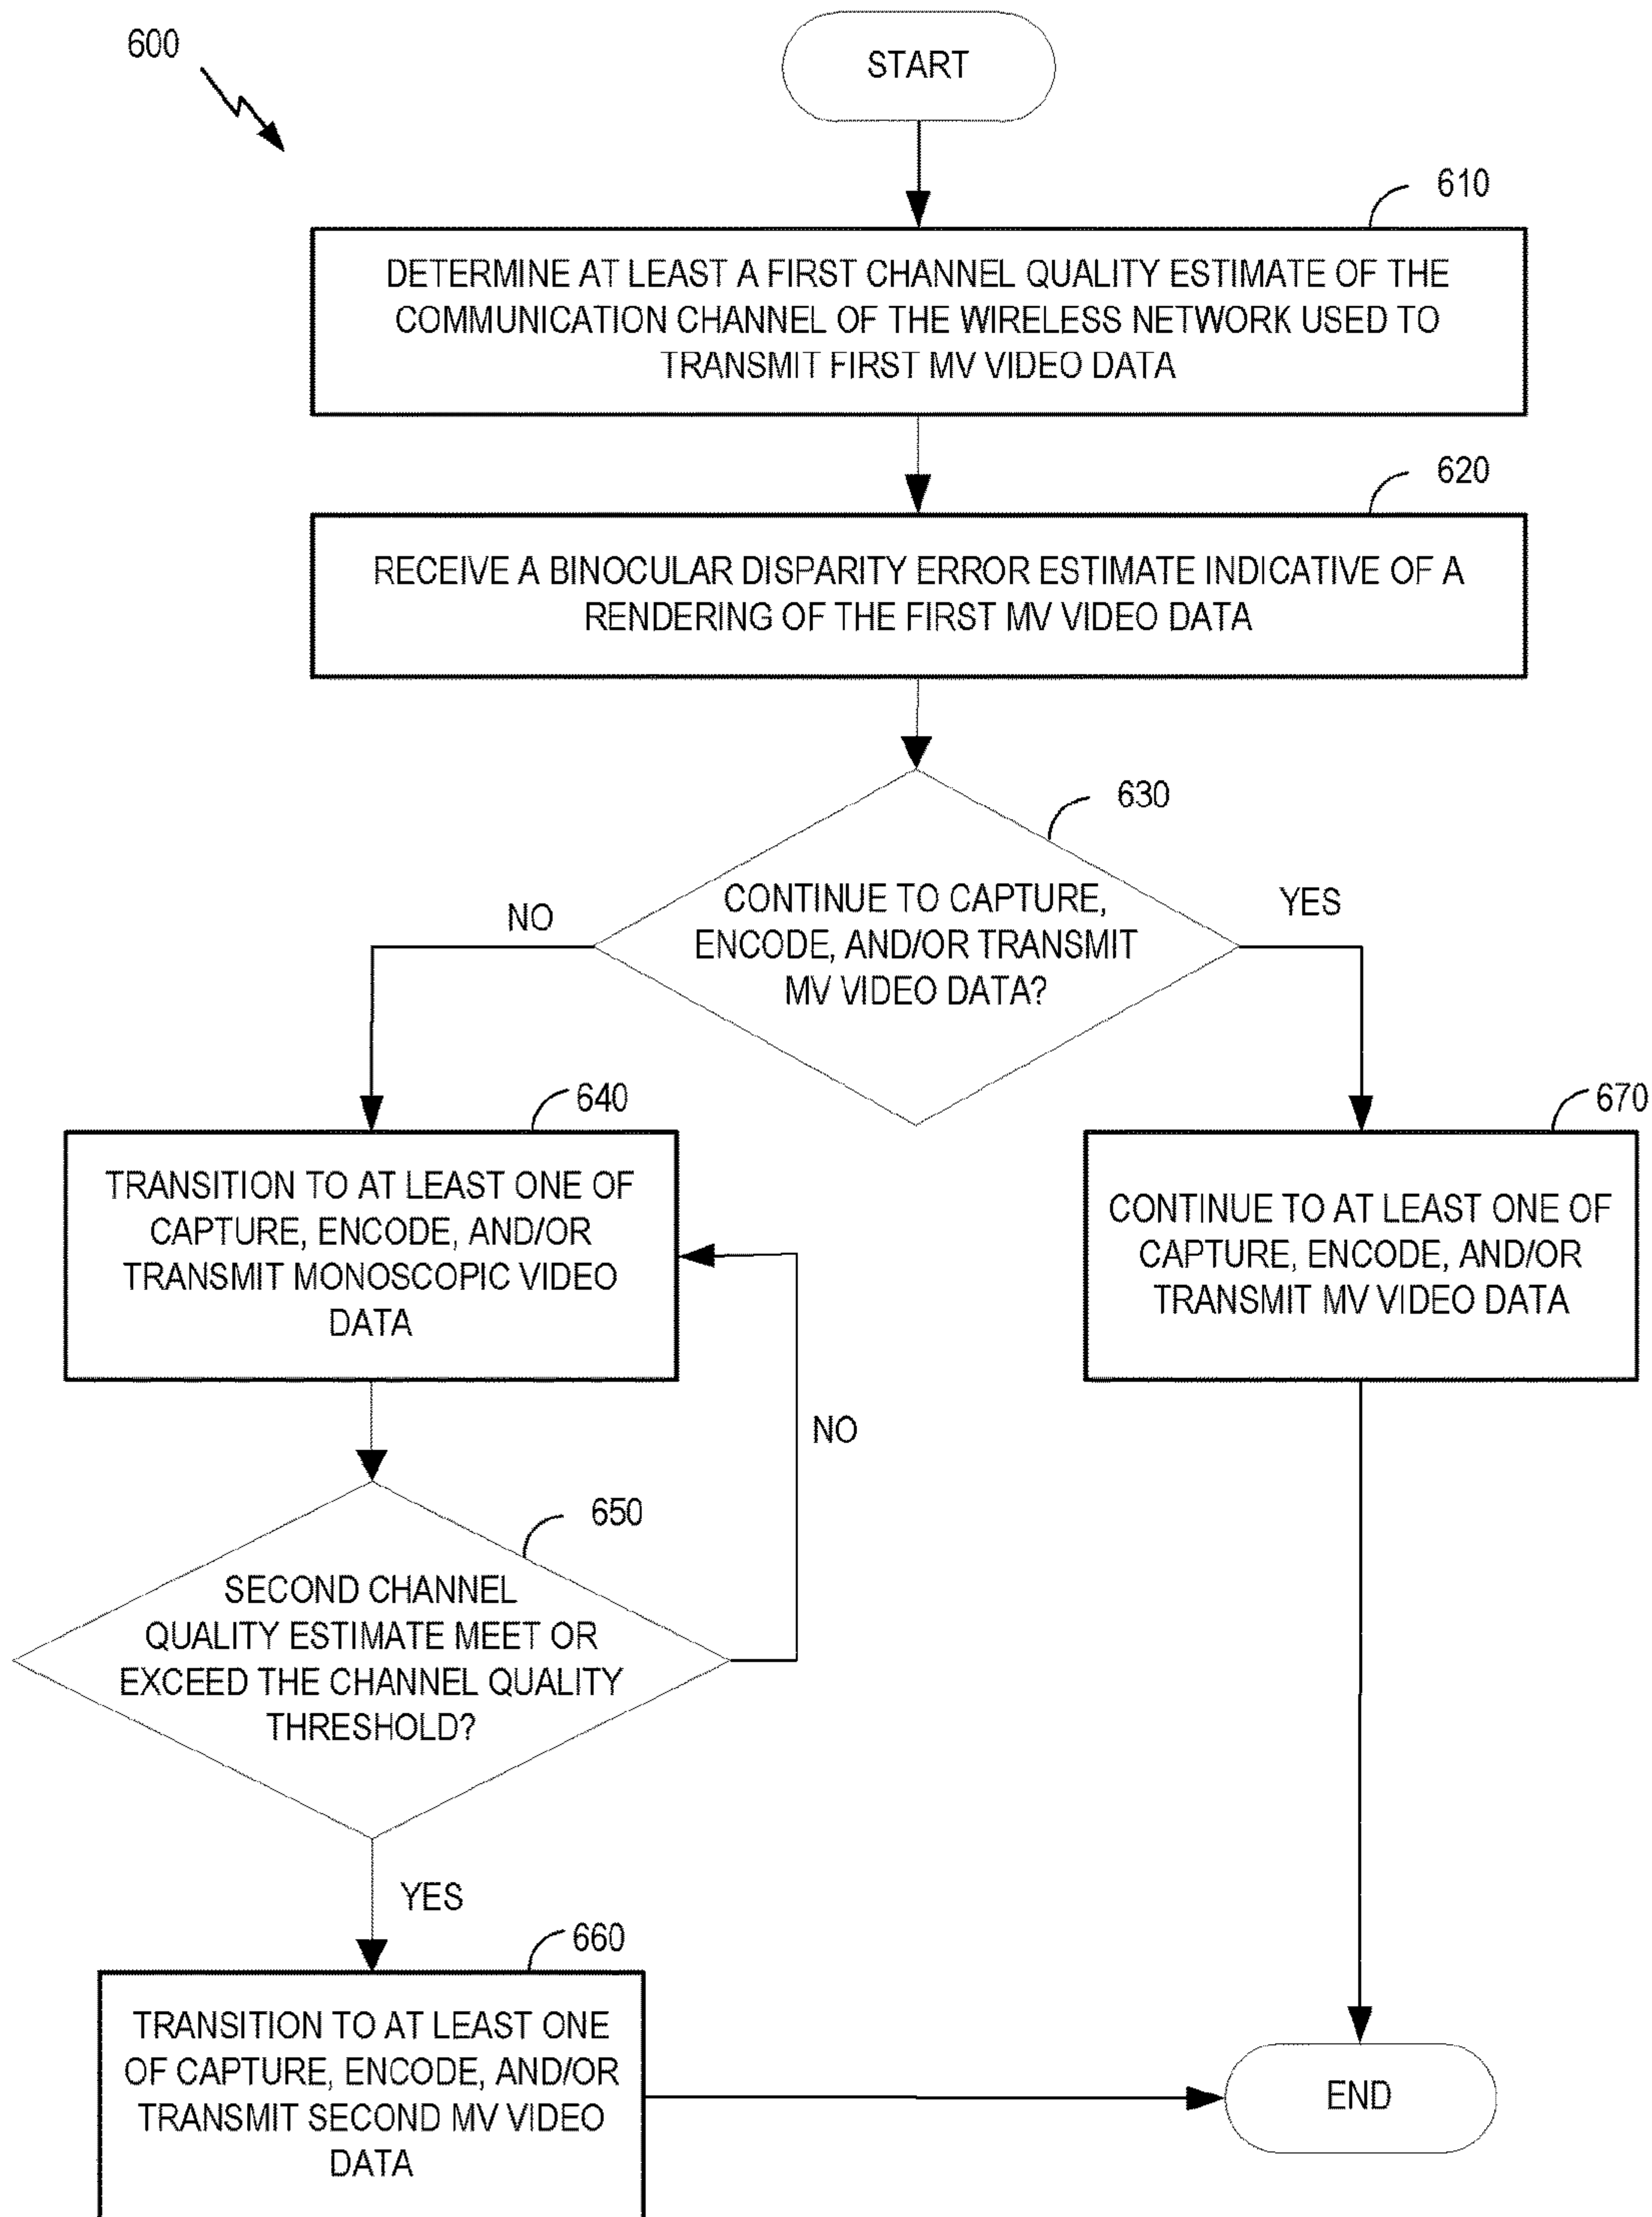 600
START
610
DETERMINE AT LEAST A FIRST CHANNEL QUALITY ESTIMATE OF THE
COMMUNICATION CHANNEL OF THE WIRELESS NETWORK USED TO
TRANSMIT FIRST MV VIDEO DATA
620
RECEIVE A BINOCULAR DISPARITY ERROR ESTIMATE INDICATIVE OF A
RENDERING OF THE FIRST MV VIDEO DATA
630
CONTINUE TO CAPTURE,
ENCODE, AND/OR TRANSMIT
MV VIDEO DATA?
NO
YES
640
TRANSITION TO AT LEAST ONE OF
CAPTURE, ENCODE, AND/OR
TRANSMIT MONOSCOPIC VIDEO
DATA
670
CONTINUE TO AT LEAST ONE OF
CAPTURE, ENCODE, AND/OR
TRANSMIT MV VIDEO DATA
NO
650
SECOND CHANNEL
QUALITY ESTIMATE MEET OR
EXCEED THE CHANNEL QUALITY
THRESHOLD?
YES
660
TRANSITION TO AT LEAST ONE
OF CAPTURE, ENCODE, AND/OR
TRANSMIT SECOND MV VIDEO
DATA
END